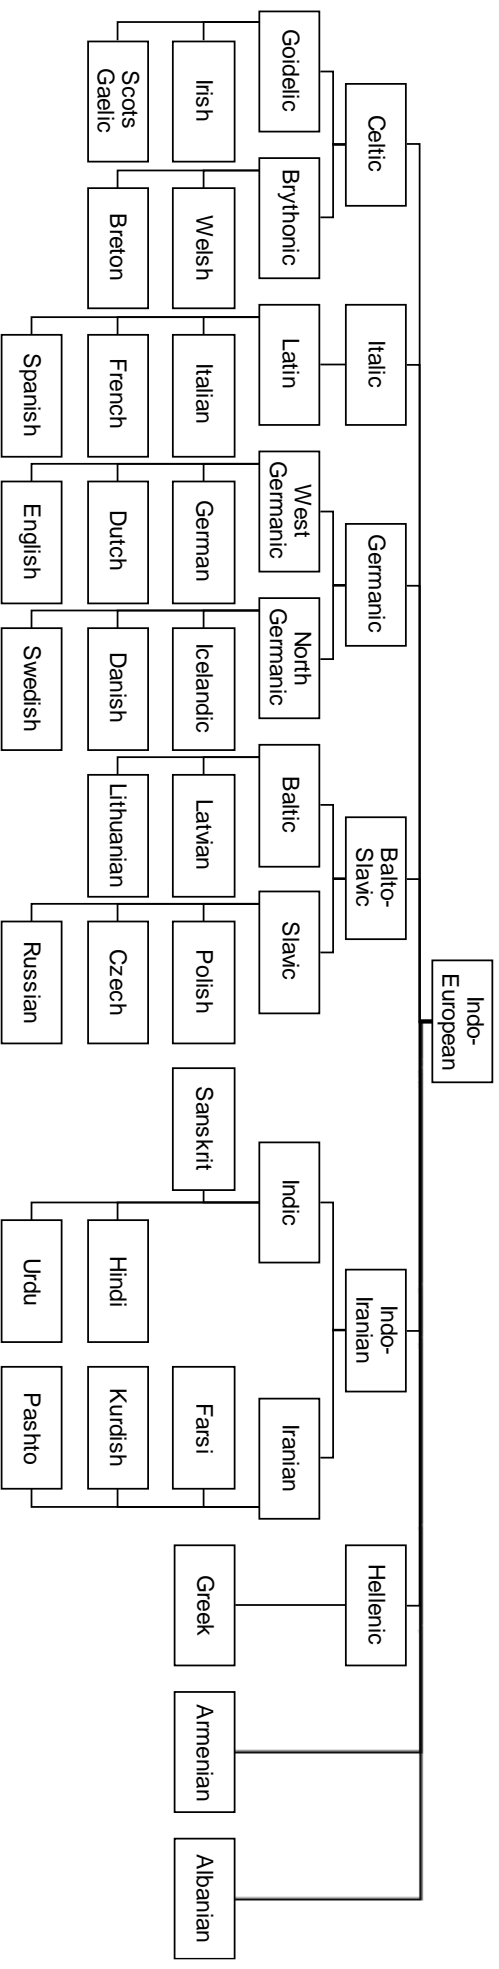 Indo-
European
Celtic
Italic
Germanic
Balto-
Slavic
Indo-
Iranian
Hellenic
Goidelic
Brythonic
Latin
West
Germanic
North
Germanic
Baltic
Slavic
Indic
Iranian
Irish
Welsh
Italian
German
Icelandic
Latvian
Polish
Sanskrit
Farsi
Greek
Armenian
Albanian
Scots
Gaelic
Breton
French
Dutch
Danish
Lithuanian
Czech
Hindi
Kurdish
Spanish
English
Swedish
Russian
Urdu
Pashto